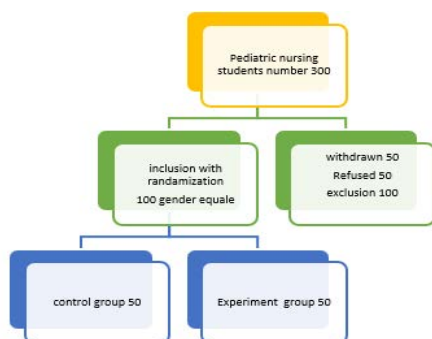 Pediatric nursing
students number 300
inclusion with
randamization
100 gender equale
withdrawn 50
Refused 50
exclusion 100
control group 50
Experiment group 50